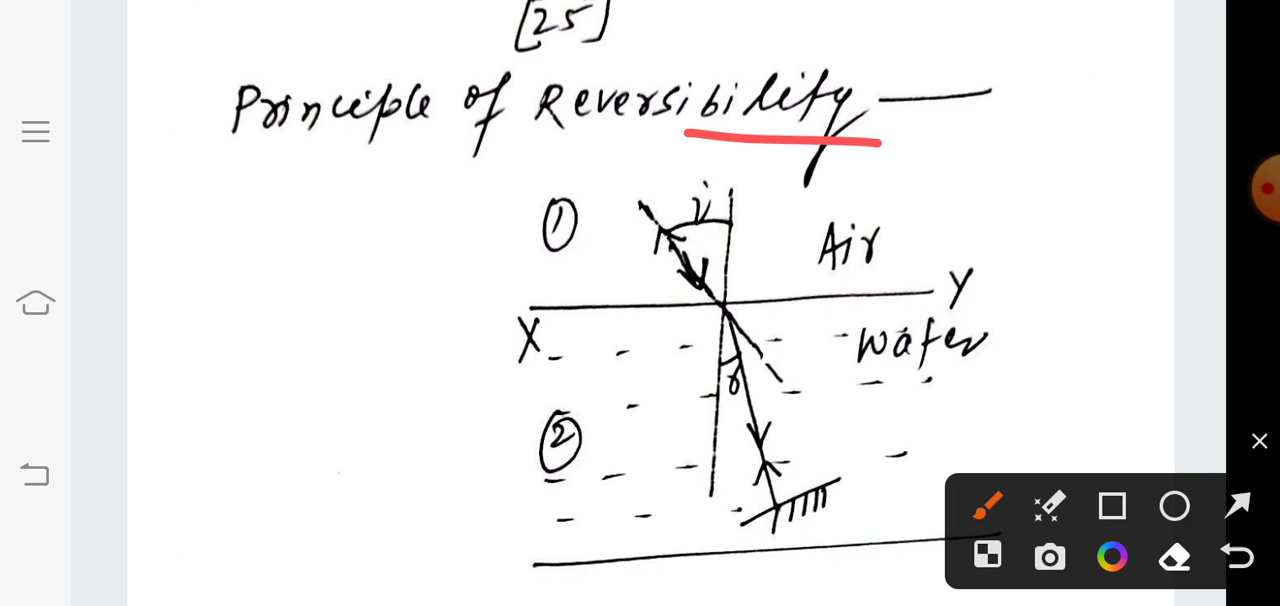 [25]
Principle of Reversibility —
① i Air
X Y
water
r
②